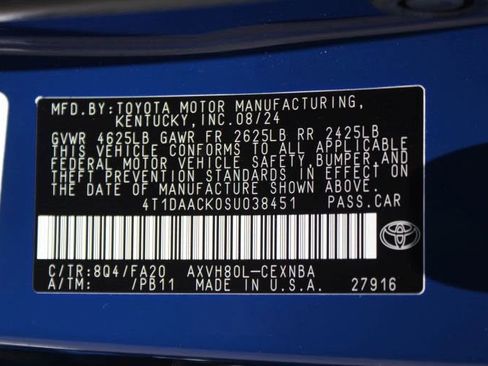 MFD.BY:TOYOTA MOTOR MANUFACTURING,
KENTUCKY,INC.08/24
GVWR 4625LB GAWR FR 2625LB RR 2425LB
THIS VEHICLE CONFORMS TO ALL APPLICABLE
FEDERAL MOTOR VEHICLE SAFETY,BUMPER,AND
THEFT PREVENTION STANDARDS IN EFFECT ON
THE DATE OF MANUFACTURE SHOWN ABOVE.
4T1DAACK0SU038451 PASS.CAR
C/TR:8Q4/FA20 AXVH80L-CEXNBA
A/TM: /PB11 MADE IN U.S.A. 27916